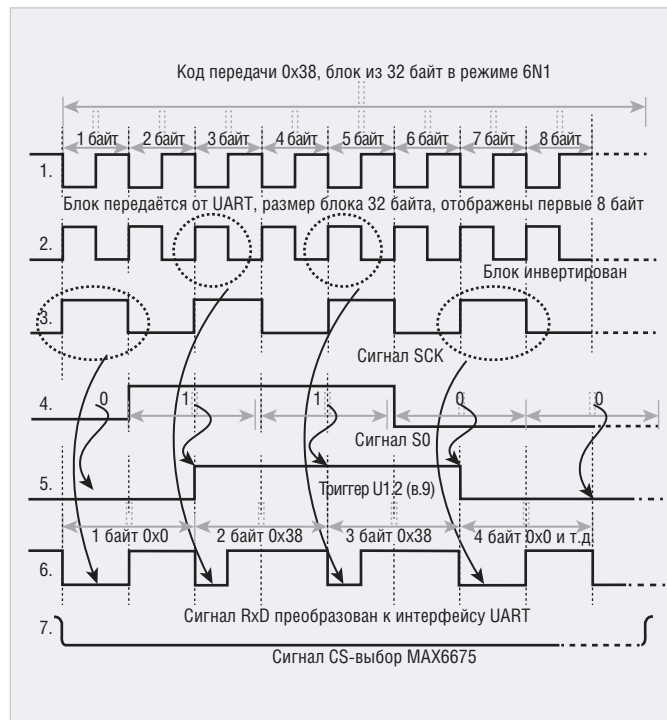 Код передачи 0x38, блок из 32 байт в режиме 6N1
1 байт 2 байт 3 байт 4 байт 5 байт 6 байт 7 байт 8 байт
1.
Блок передаётся от UART, размер блока 32 байта, отображены первые 8 байт
2.
Блок инвертирован
3.
Сигнал SCK
4. 0 1 1 0 0
Сигнал S0
5.
Триггер U1.2 (в.9)
1 байт 0x0 2 байт 0x38 3 байт 0x38 4 байт 0x0 и т.д
6.
Сигнал RxD преобразован к интерфейсу UART
7.
Сигнал CS-выбор MAX6675